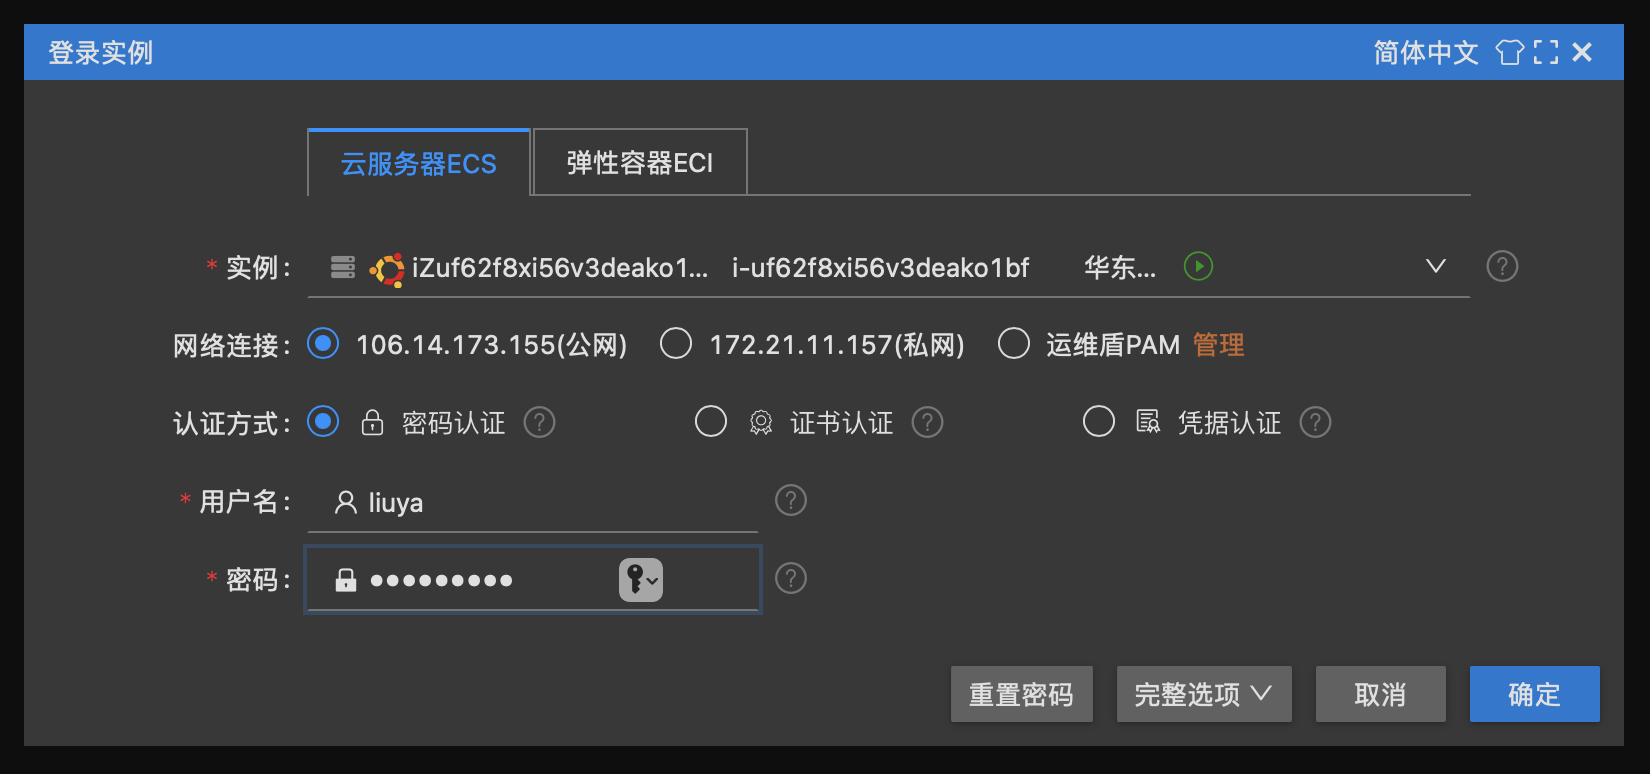 登录实例 简体中文
云服务器ECS 弹性容器ECI
* 实例： iZuf62f8xi56v3deako1... i-uf62f8xi56v3deako1bf 华东... ?
网络连接： 106.14.173.155(公网) 172.21.11.157(私网) 运维盾PAM 管理
认证方式： 密码认证 ? 证书认证 ? 凭据认证 ?
* 用户名： liuya ?
* 密码： ●●●●●●●●● ?
重置密码 完整选项 取消 确定